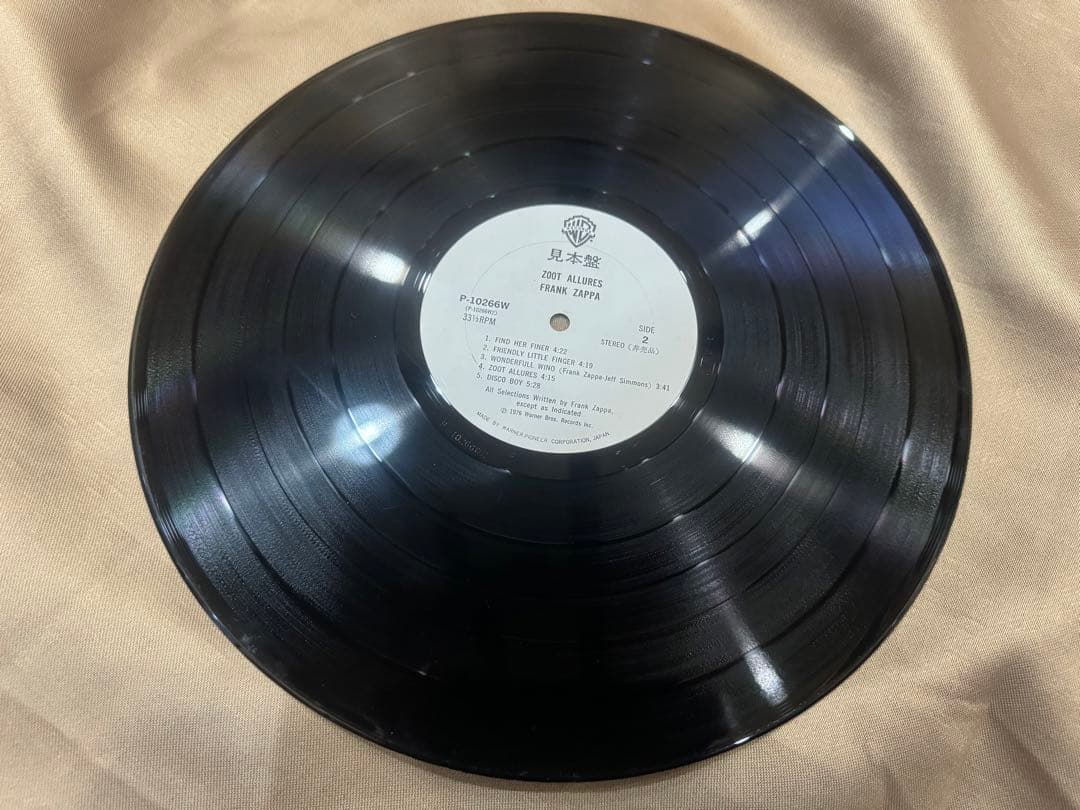 見本盤
ZOOT ALLURES
FRANK ZAPPA
P-10266W
(P-10266W2)
33⅓RPM
SIDE
2
STEREO (非売品)
1. FIND HER FINER 4:22
2. FRIENDLY LITTLE FINGER 4:19
3. WONDERFULL WINO (Frank Zappa-Jeff Simmons) 3:41
4. ZOOT ALLURES 4:15
5. DISCO BOY 5:28
All Selections Written by Frank Zappa,
except as Indicated
Ⓟ 1976 Warner Bros. Records Inc.
MADE BY WARNER-PIONEER CORPORATION, JAPAN.